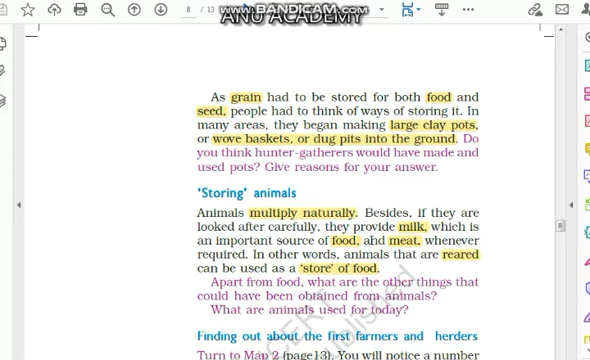 8 / 13
www.BANDICAM.com
ANU ACADEMY
As grain had to be stored for both food and
seed, people had to think of ways of storing it. In
many areas, they began making large clay pots,
or wove baskets, or dug pits into the ground. Do
you think hunter-gatherers would have made and
used pots? Give reasons for your answer.
‘Storing’ animals
Animals multiply naturally. Besides, if they are
looked after carefully, they provide milk, which is
an important source of food, and meat, whenever
required. In other words, animals that are reared
can be used as a ‘store’ of food.
Apart from food, what are the other things that
could have been obtained from animals?
What are animals used for today?
Finding out about the first farmers and herders
Turn to Map 2 (page13). You will notice a number